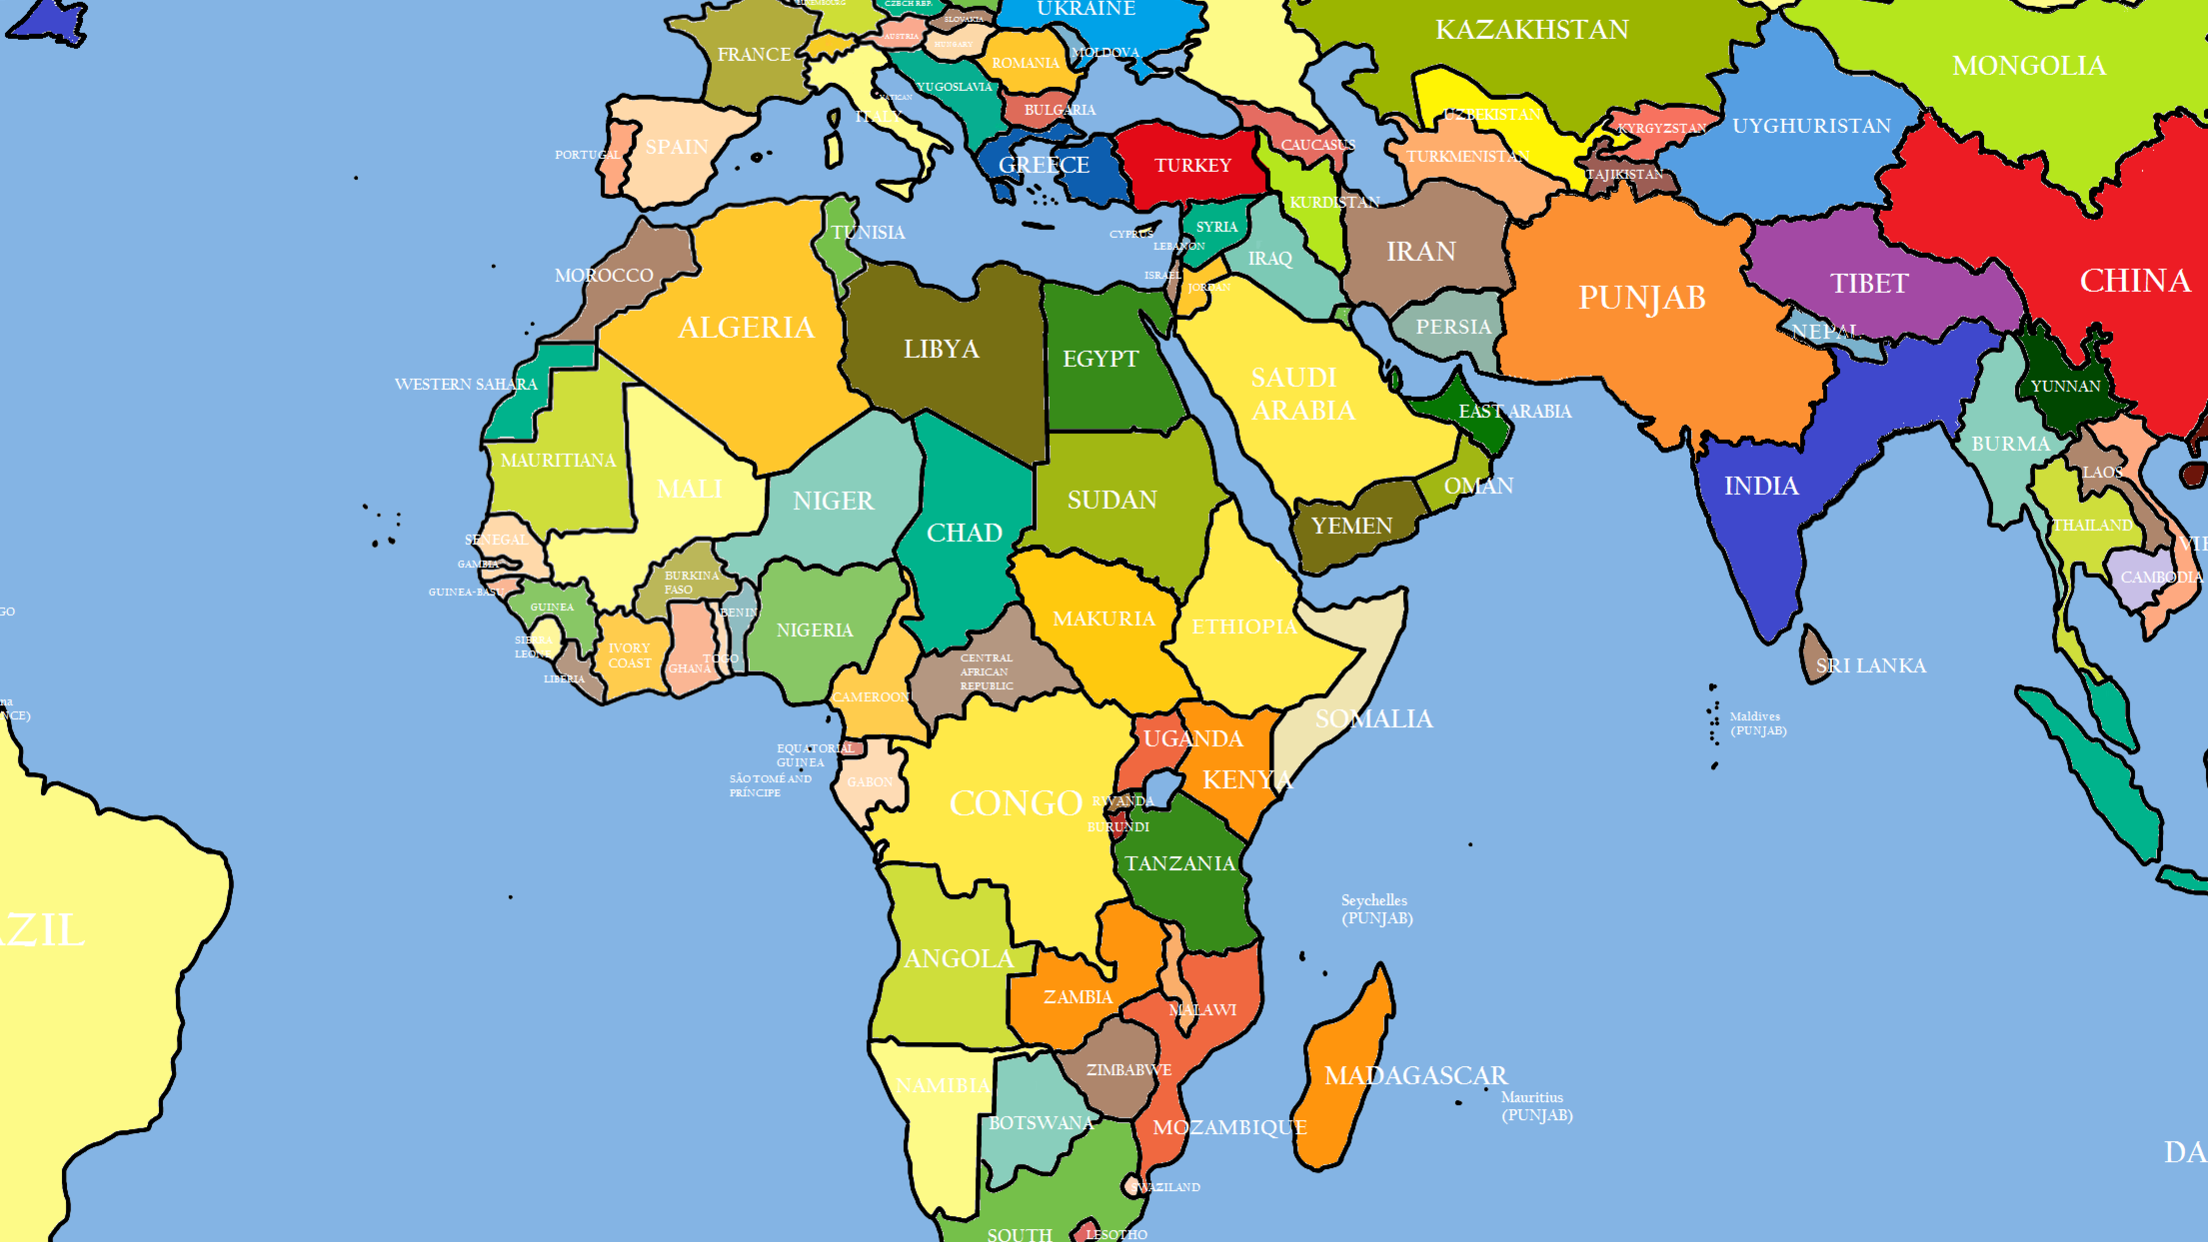 UKRAINE
CZECH REP.
SLOVAKIA
KAZAKHSTAN
AUSTRIA
HUNGARY
FRANCE
MOLDOVA
ROMANIA
MONGOLIA
YUGOSLAVIA
VATICAN
BULGARIA
ITALY
UZBEKISTAN
KYRGYZSTAN
UYGHURISTAN
SPAIN
PORTUGAL
CAUCASUS
TURKMENISTAN
GREECE
TURKEY
TAJIKISTAN
KURDISTAN
TUNISIA
CYPRUS
SYRIA
LEBANON
IRAQ
IRAN
MOROCCO
ISRAEL
JORDAN
TIBET
CHINA
PUNJAB
ALGERIA
PERSIA
NEPAL
LIBYA
EGYPT
WESTERN SAHARA
SAUDI
ARABIA
YUNNAN
EAST ARABIA
BURMA
MAURITIANA
LAOS
MALI
NIGER
SUDAN
OMAN
INDIA
YEMEN
THAILAND
CHAD
SENEGAL
VIE
GAMBIA
BURKINA
FASO
CAMBODIA
GUINEA-BASU
GUINEA
BENIN
GO
MAKURIA
ETHIOPIA
NIGERIA
SIERRA
LEONE
IVORY
COAST
GHANA
TOGO
LIBERIA
CENTRAL
AFRICAN
REPUBLIC
SRI LANKA
CAMEROON
na
NCE)
SOMALIA
Maldives
(PUNJAB)
UGANDA
EQUATORIAL
GUINEA
KENYA
GABON
SÃO TOMÉ AND
PRÍNCIPE
CONGO
RWANDA
BURUNDI
TANZANIA
Seychelles
(PUNJAB)
AZIL
ANGOLA
ZAMBIA
MALAWI
ZIMBABWE
MADAGASCAR
NAMIBIA
Mauritius
(PUNJAB)
BOTSWANA
MOZAMBIQUE
DA
SWAZILAND
SOUTH
LESOTHO